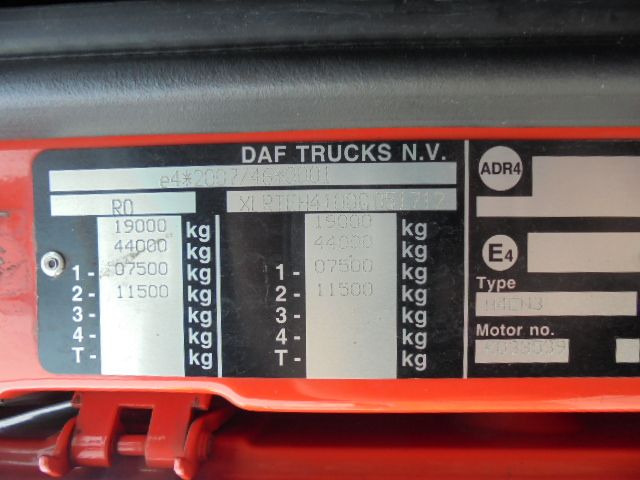 DAF TRUCKS N.V.
e4*2007/46*0001
RO
19000 kg 19000 kg
44000 kg 44000 kg
1- 07500 kg 1- 07500 kg
2- 11500 kg 2- 11500 kg
3- kg 3- kg
4- kg 4- kg
T- kg T- kg
ADR4
E4
Type
Motor no.